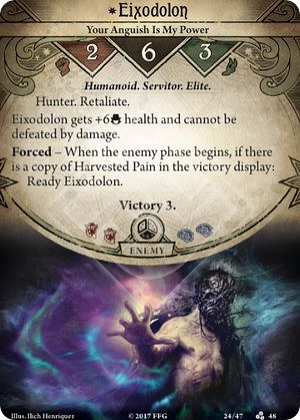 Eixodolon
Your Anguish Is My Power
2 6 3
Humanoid. Servitor. Elite.
Hunter. Retaliate.
Eixodolon gets +6 health and cannot be
defeated by damage.
Forced – When the enemy phase begins, if there
is a copy of Harvested Pain in the victory display:
Ready Eixodolon.
Victory 3.
ENEMY
Illus. Ilich Henriquez © 2017 FFG 24/47 48